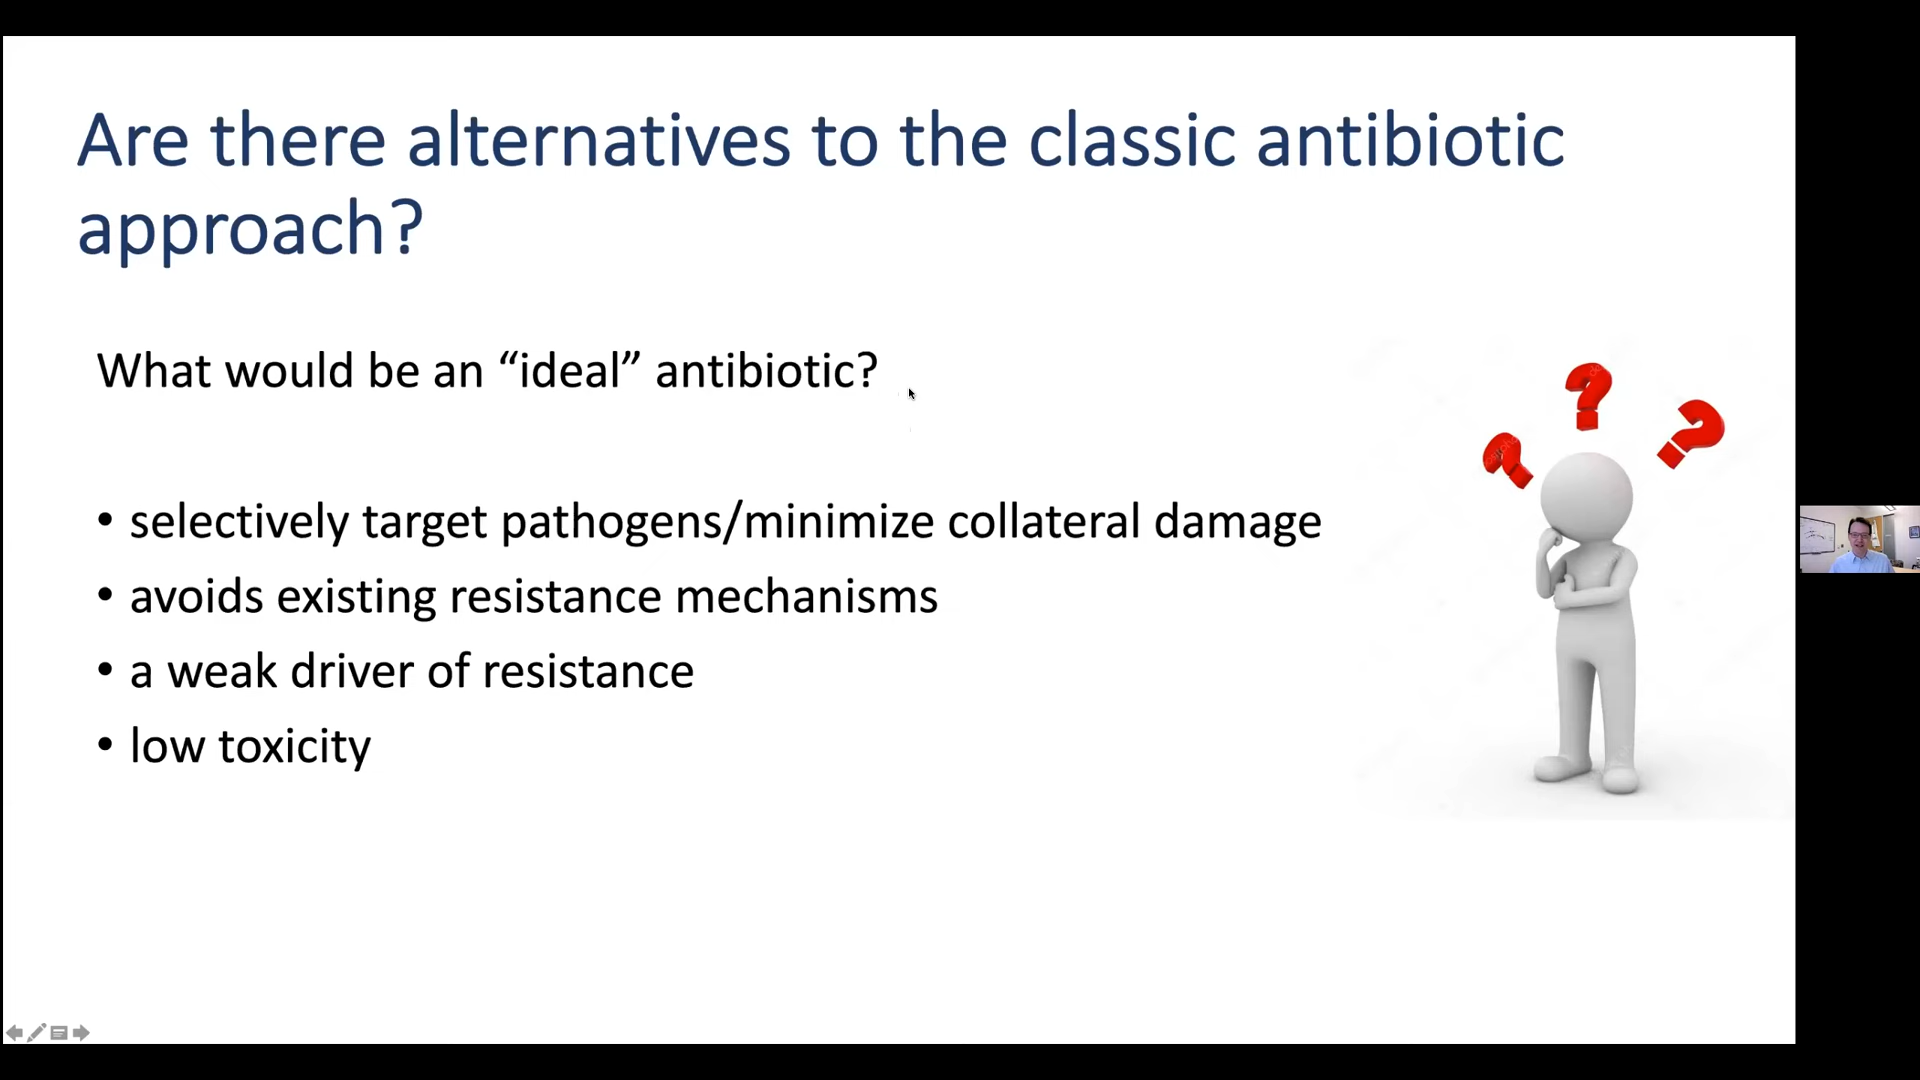 Are there alternatives to the classic antibiotic
approach?
What would be an “ideal” antibiotic?
• selectively target pathogens/minimize collateral damage
• avoids existing resistance mechanisms
• a weak driver of resistance
• low toxicity